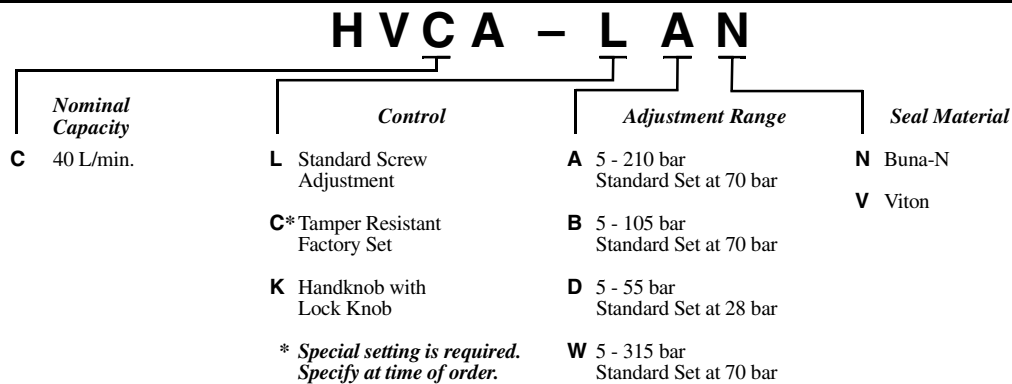 HVCA – LAN
Nominal
Capacity
C 40 L/min.
Control
L Standard Screw
Adjustment
C* Tamper Resistant
Factory Set
K Handknob with
Lock Knob
* Special setting is required.
Specify at time of order.
Adjustment Range
A 5 - 210 bar
Standard Set at 70 bar
B 5 - 105 bar
Standard Set at 70 bar
D 5 - 55 bar
Standard Set at 28 bar
W 5 - 315 bar
Standard Set at 70 bar
Seal Material
N Buna-N
V Viton